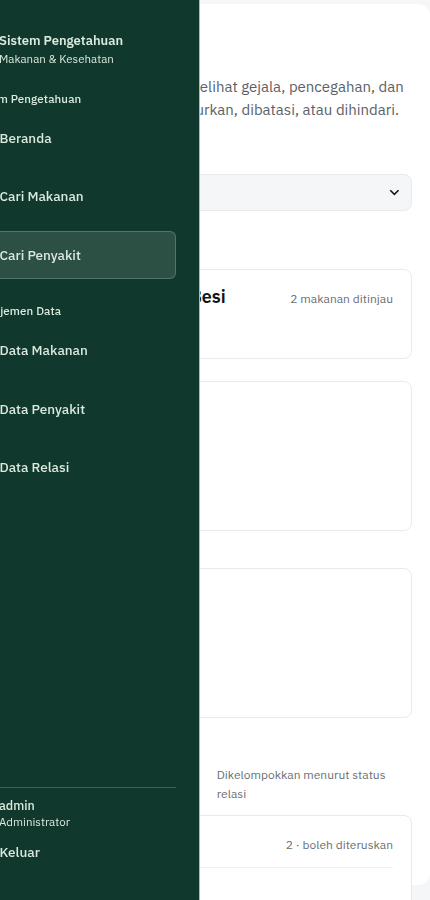 Sistem Pengetahuan
Makanan & Kesehatan
m Pengetahuan
Beranda
Cari Makanan
Cari Penyakit
jemen Data
Data Makanan
Data Penyakit
Data Relasi
admin
Administrator
Keluar
elihat gejala, pencegahan, dan
urkan, dibatasi, atau dihindari.
Besi
2 makanan ditinjau
Dikelompokkan menurut status
relasi
2 · boleh diteruskan